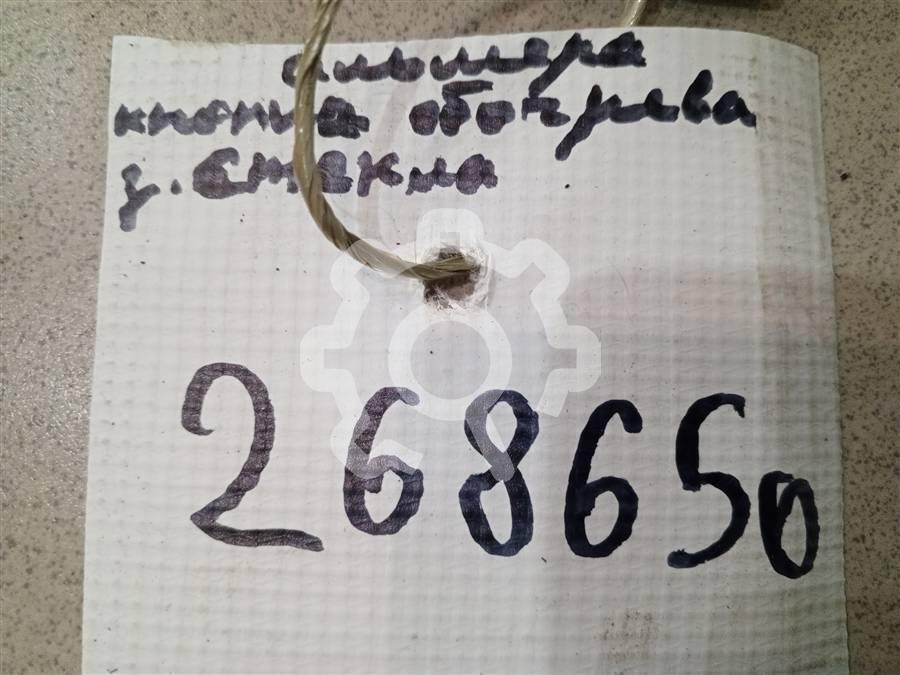 альмера
кнопка обогрева
з. стекла
268650